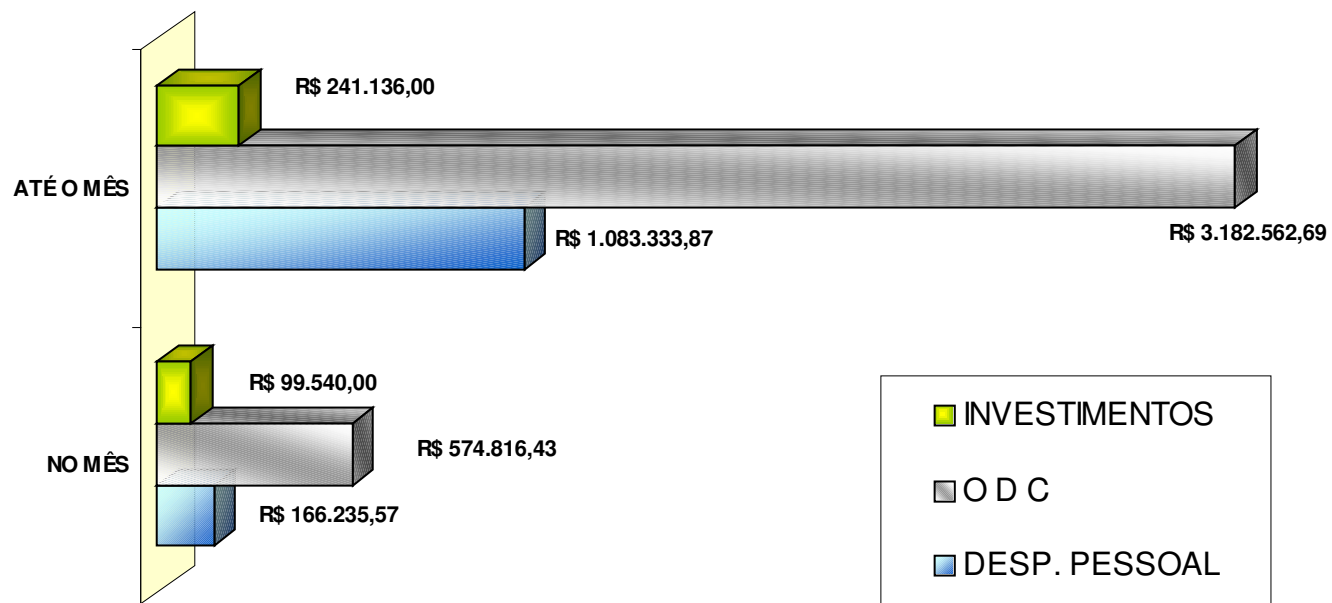 R$ 241.136,00
ATÉ O MÊS
R$ 1.083.333,87
R$ 3.182.562,69
R$ 99.540,00
R$ 574.816,43
NO MÊS
R$ 166.235,57
INVESTIMENTOS
O D C
DESP. PESSOAL